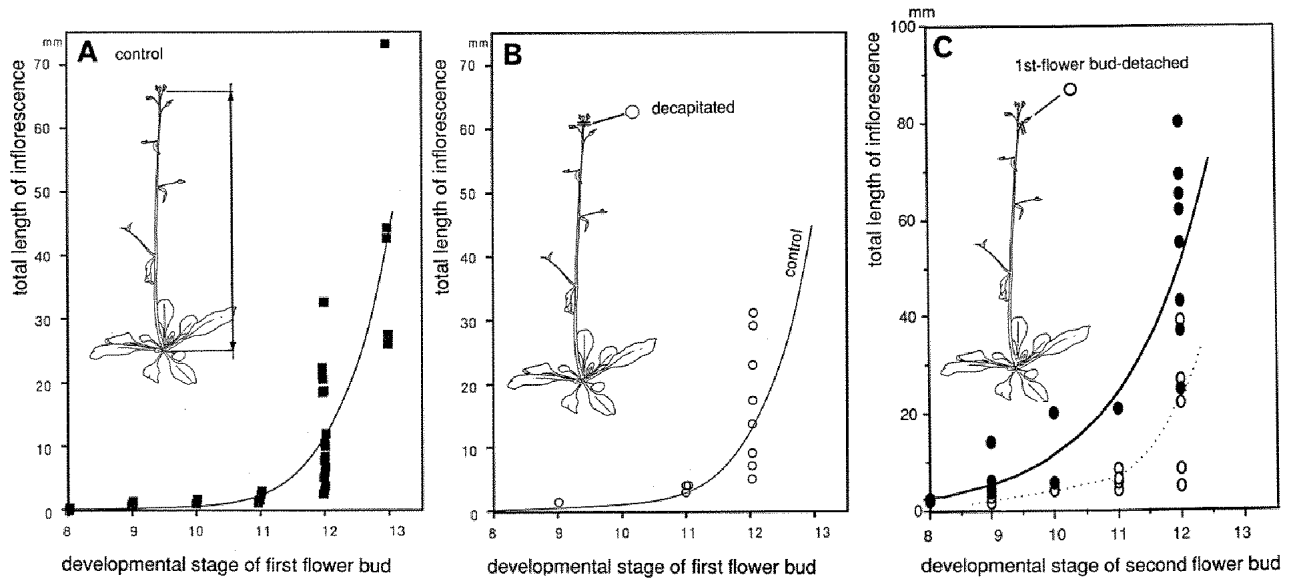 A
control
mm
70
60
50
40
30
20
10
0
8 9 10 11 12 13
total length of inflorescence
developmental stage of first flower bud
B
decapitated
control
mm
70
60
50
40
30
20
10
0
8 9 10 11 12 13
total length of inflorescence
developmental stage of first flower bud
C
1st-flower bud-detached
mm
100
80
60
40
20
0
8 9 10 11 12 13
total length of inflorescence
developmental stage of second flower bud